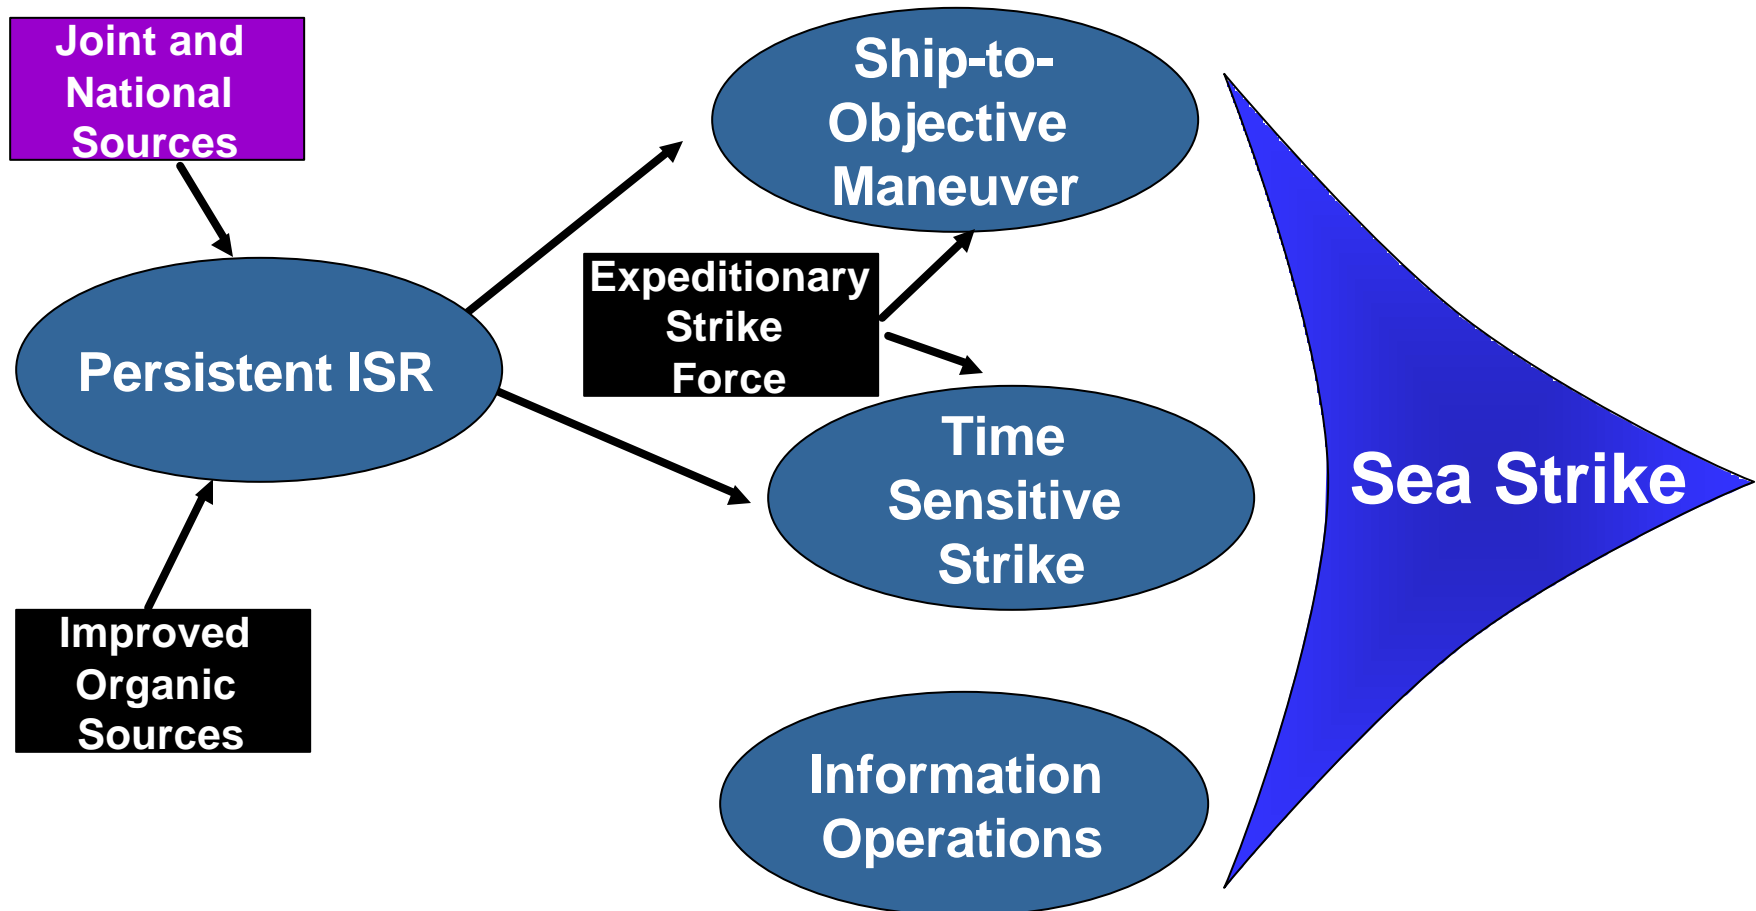 Joint and
National
Sources
Ship-to-
Objective
Maneuver
Expeditionary
Strike
Force
Persistent ISR
Time
Sensitive
Strike
Sea Strike
Improved
Organic
Sources
Information
Operations